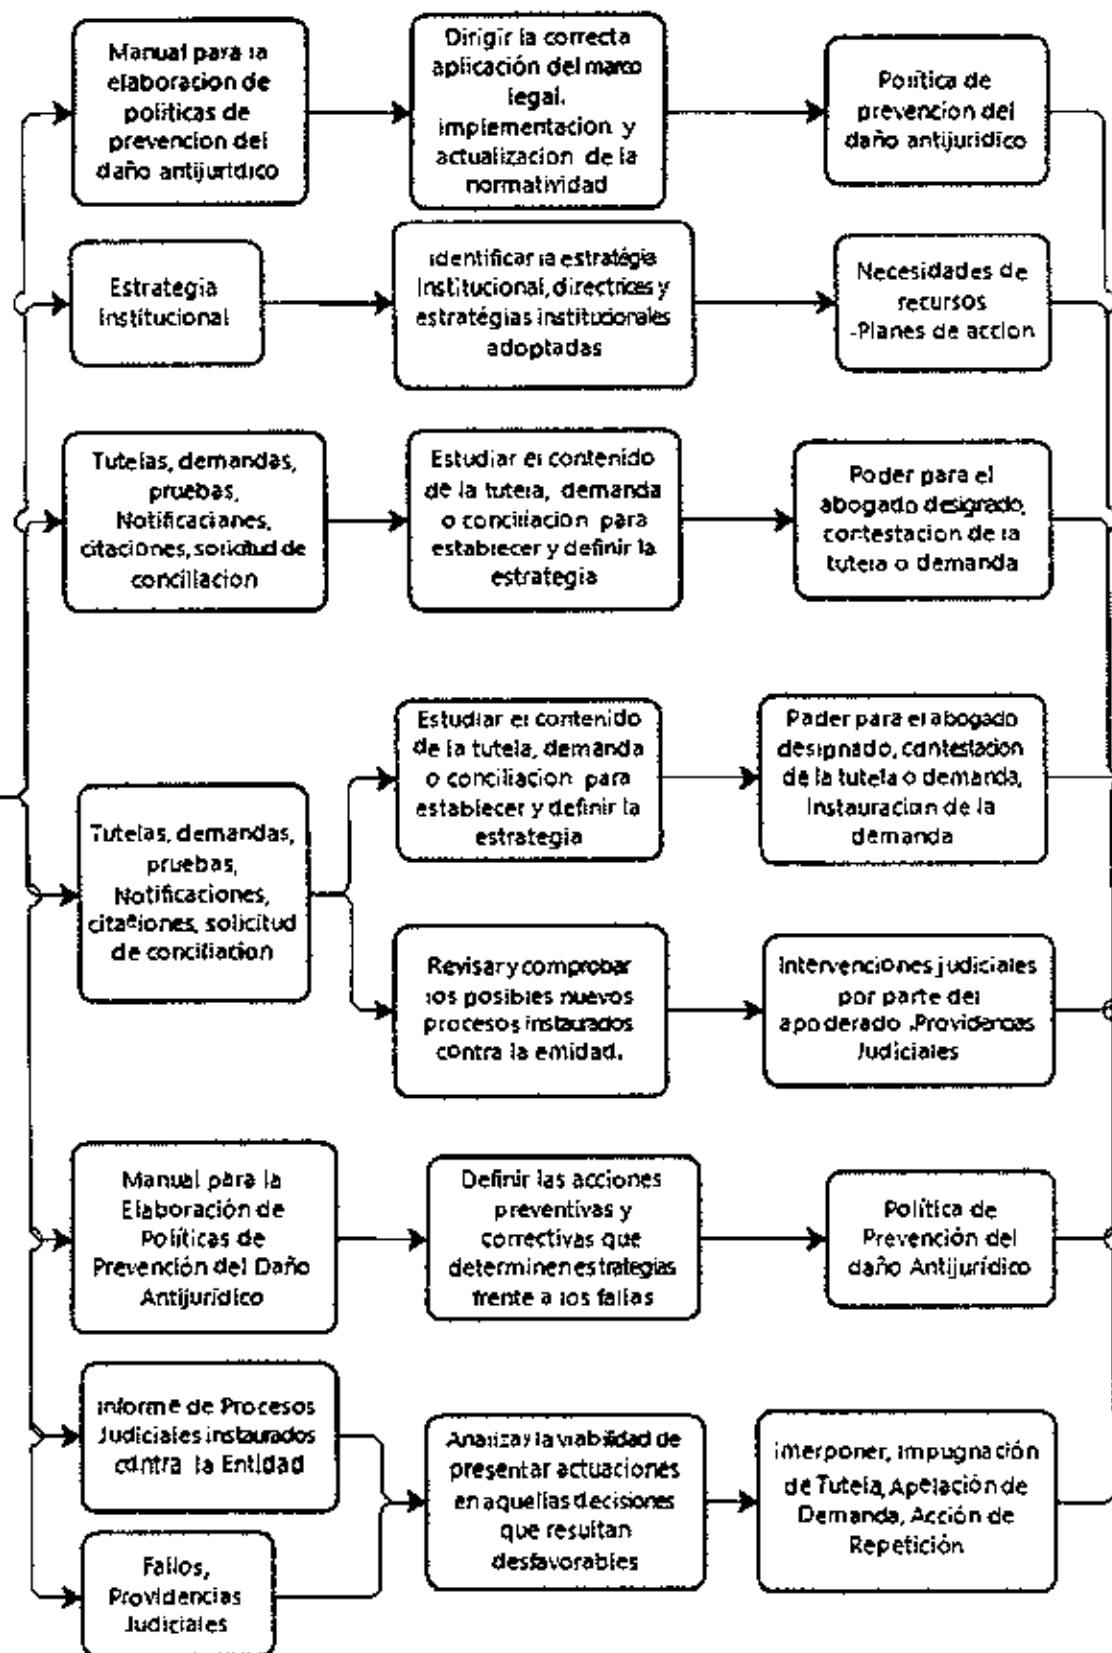 Manual para la
elaboracion de
políticas de
prevencion del
daño antijurídico
Dirigir la correcta
aplicación del marco
legal.
implementacion y
actualizacion de la
normatividad
Política de
prevencion del
daño antijuridico
Estrategia
Institucional
Identificar la estratégia
Institucional, directrices y
estratégias institucionales
adoptadas
Necesidades de
recursos
-Planes de accion
Tutelas, demandas,
pruebas,
Notificaciones,
citaciones, solicitud de
conciliacion
Estudiar el contenido
de la tutela, demanda
o conciliacion para
establecer y definir la
estrategia
Poder para el
abogado designado,
contestacion de la
tutela o demanda
Tutelas, demandas,
pruebas,
Notificaciones,
citaciones, solicitud
de conciliacion
Estudiar el contenido
de la tutela, demanda
o conciliacion para
establecer y definir la
estrategia
Poder para el abogado
designado, contestacion
de la tutela o demanda,
Instauracion de la
demanda
Revisar y comprobar
los posibles nuevos
procesos instaurados
contra la entidad.
Intervenciones judiciales
por parte del
apoderado .Providencias
Judiciales
Manual para la
Elaboración de
Políticas de
Prevención del Daño
Antijurídico
Definir las acciones
preventivas y
correctivas que
determinen estrategias
frente a los fallas
Política de
Prevención del
daño Antijurídico
Informe de Procesos
Judiciales instaurados
contra la Entidad
Fallos,
Providencias
Judiciales
Analizar la viabilidad de
presentar actuaciones
en aquellas decisiones
que resultan
desfavorables
Interponer, Impugnación
de Tutela, Apelación de
Demanda, Acción de
Repetición